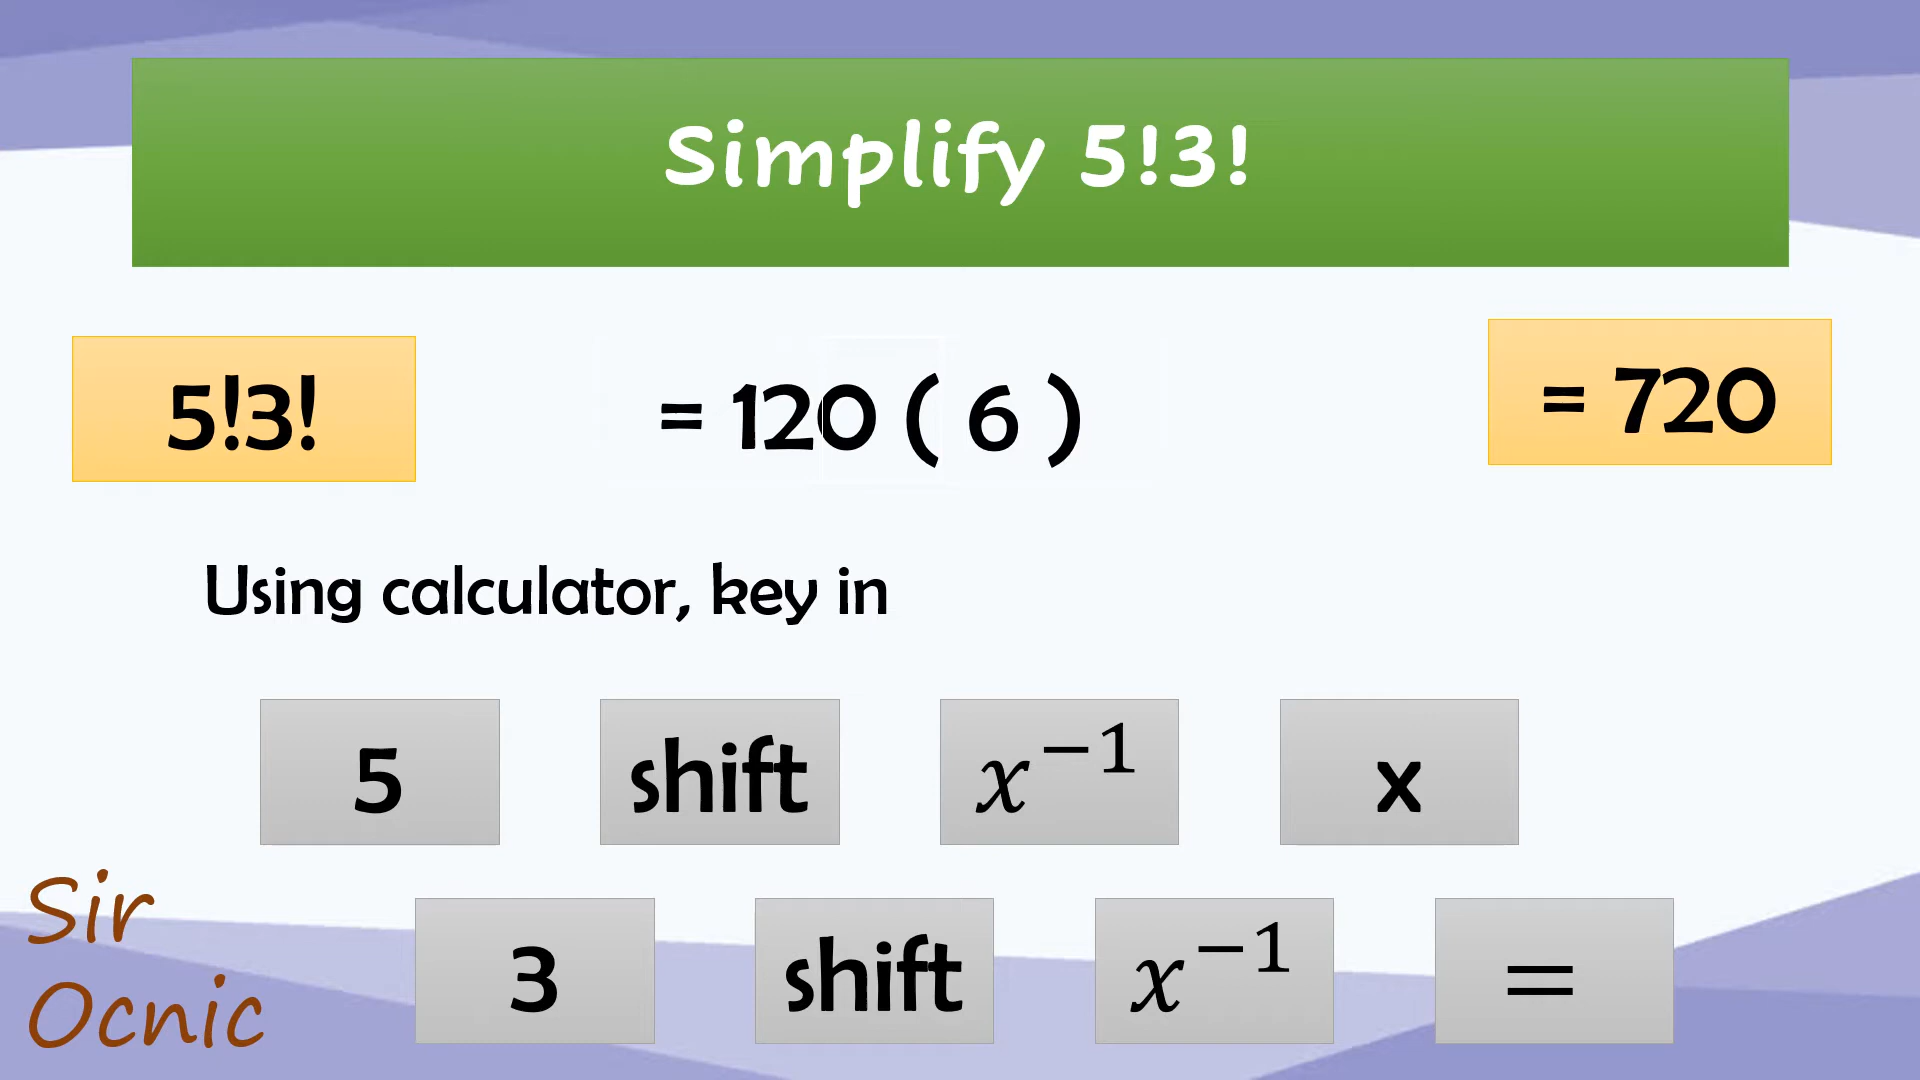 Simplify 5!3!
5!3! = 120 ( 6 ) = 720
Using calculator, key in
5 shift x⁻¹ x
3 shift x⁻¹ =
Sir
Ocnic